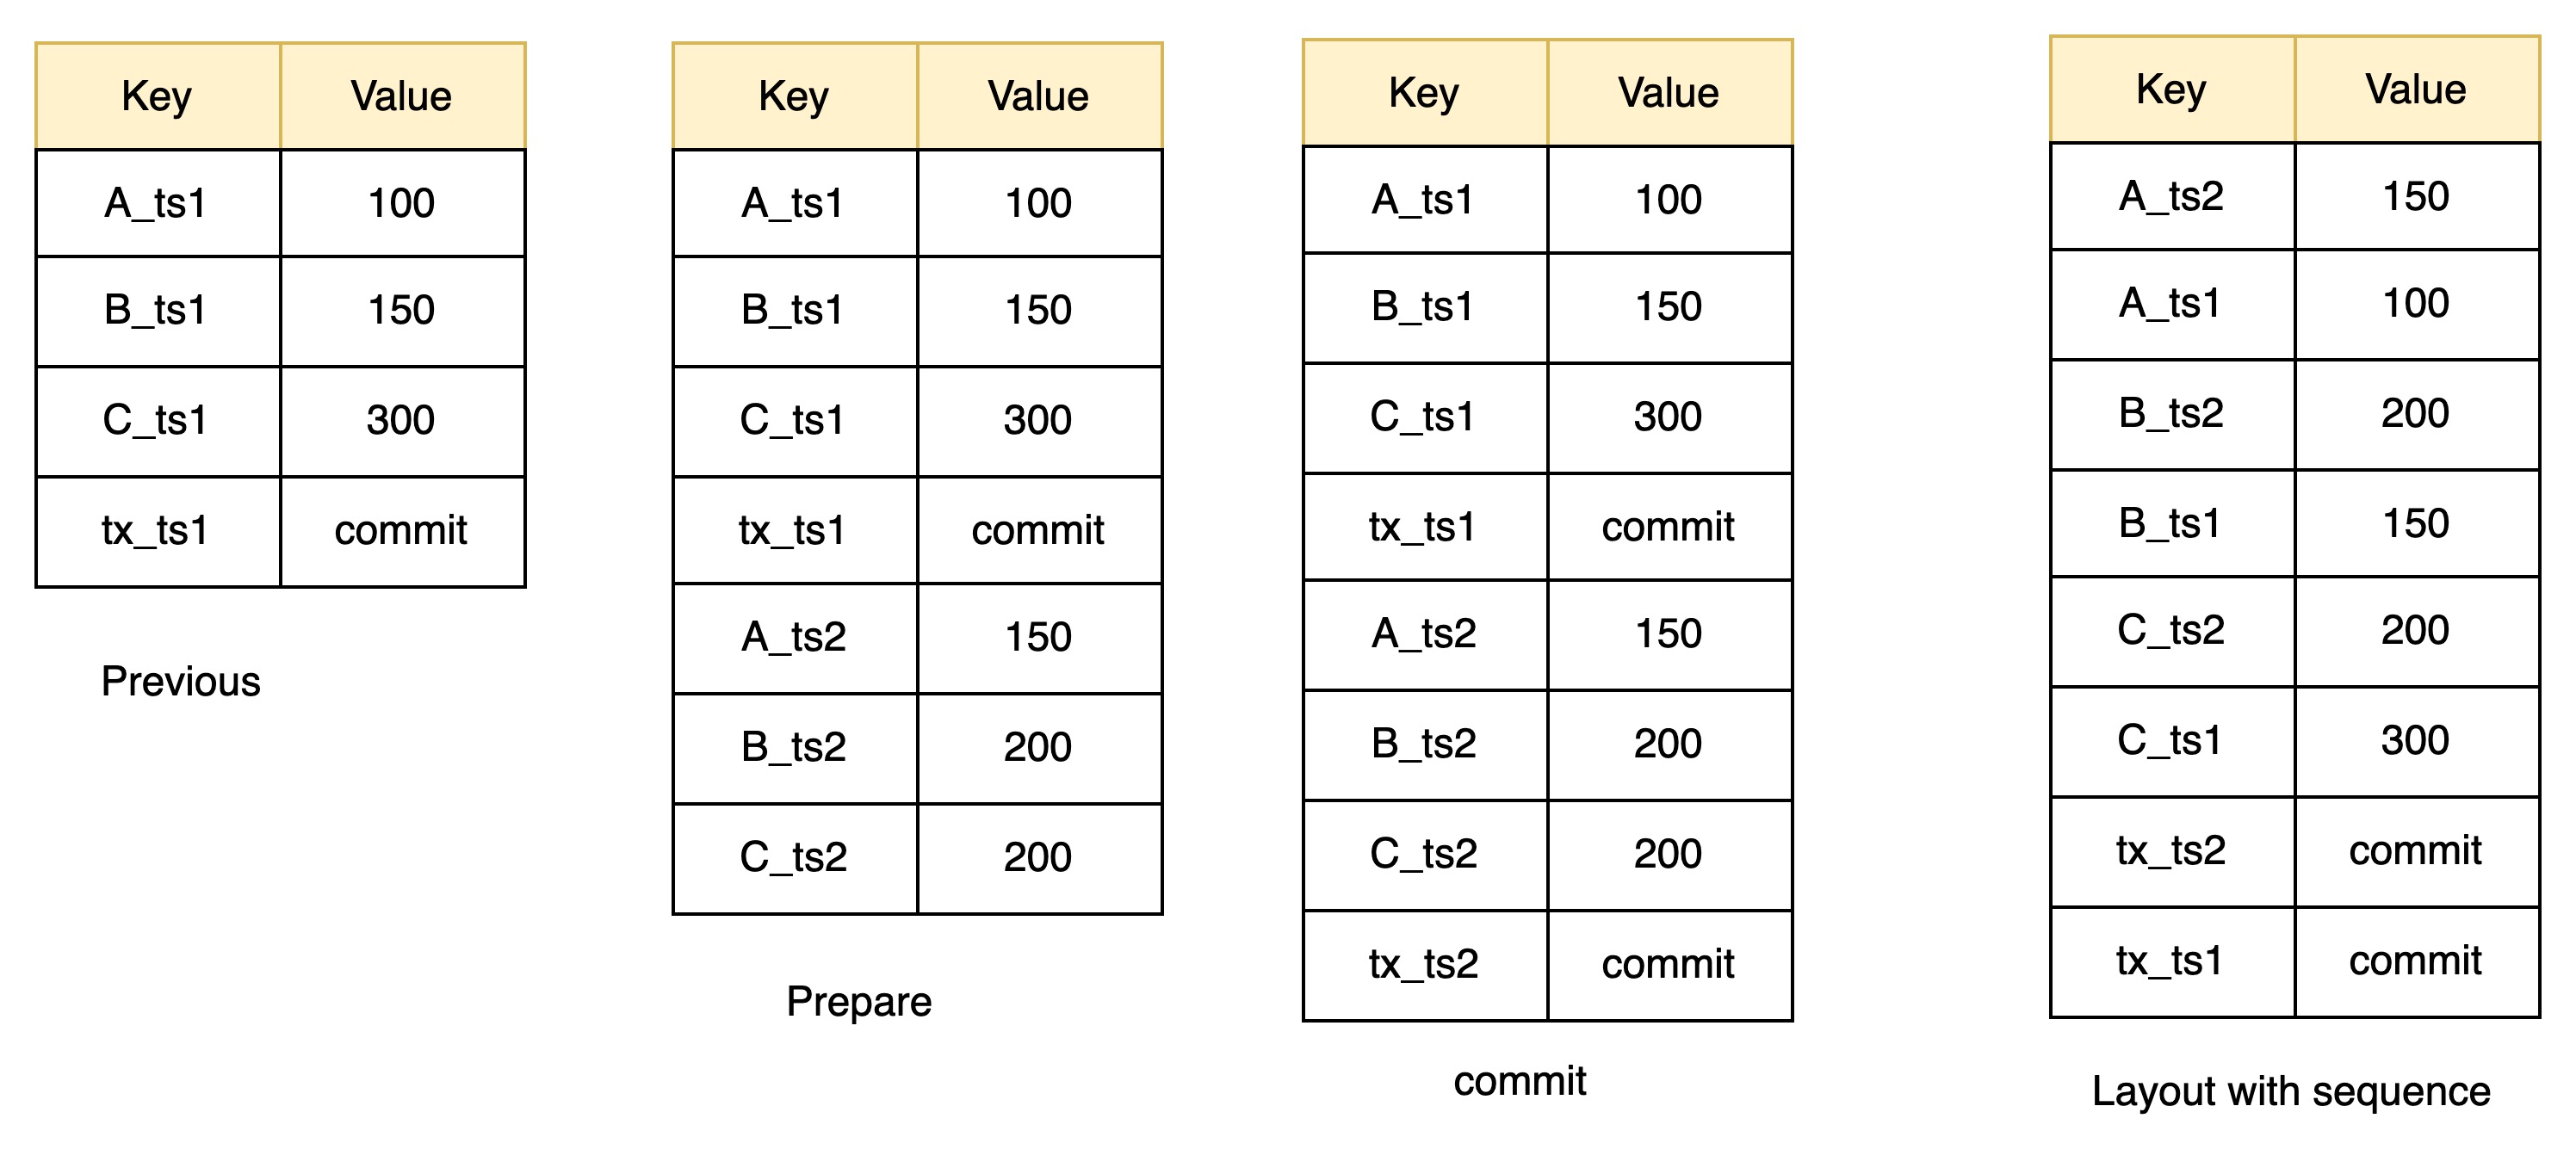 Key Value
A_ts1 100
B_ts1 150
C_ts1 300
tx_ts1 commit
Previous
Key Value
A_ts1 100
B_ts1 150
C_ts1 300
tx_ts1 commit
A_ts2 150
B_ts2 200
C_ts2 200
Prepare
Key Value
A_ts1 100
B_ts1 150
C_ts1 300
tx_ts1 commit
A_ts2 150
B_ts2 200
C_ts2 200
tx_ts2 commit
commit
Key Value
A_ts2 150
A_ts1 100
B_ts2 200
B_ts1 150
C_ts2 200
C_ts1 300
tx_ts2 commit
tx_ts1 commit
Layout with sequence